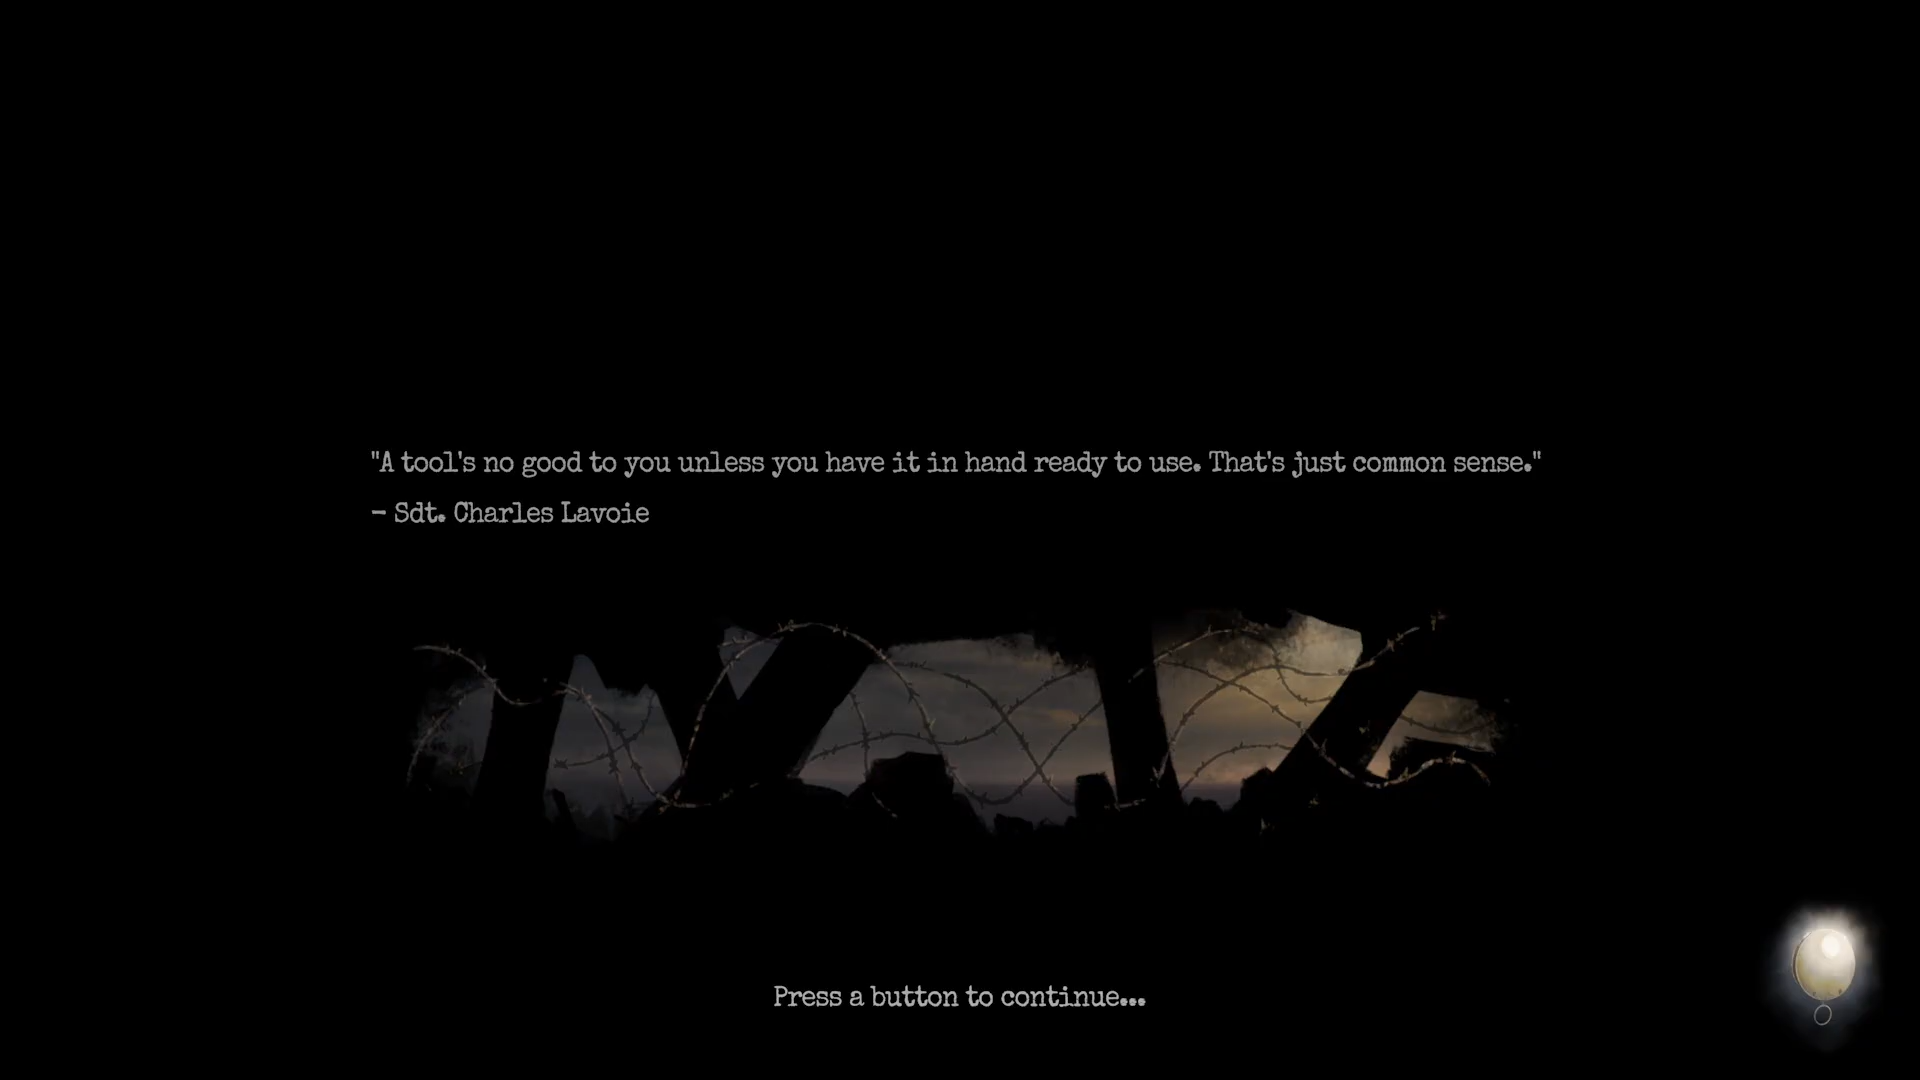 "A tool's no good to you unless you have it in hand ready to use. That's just common sense."
- Sdt. Charles Lavoie
Press a button to continue...